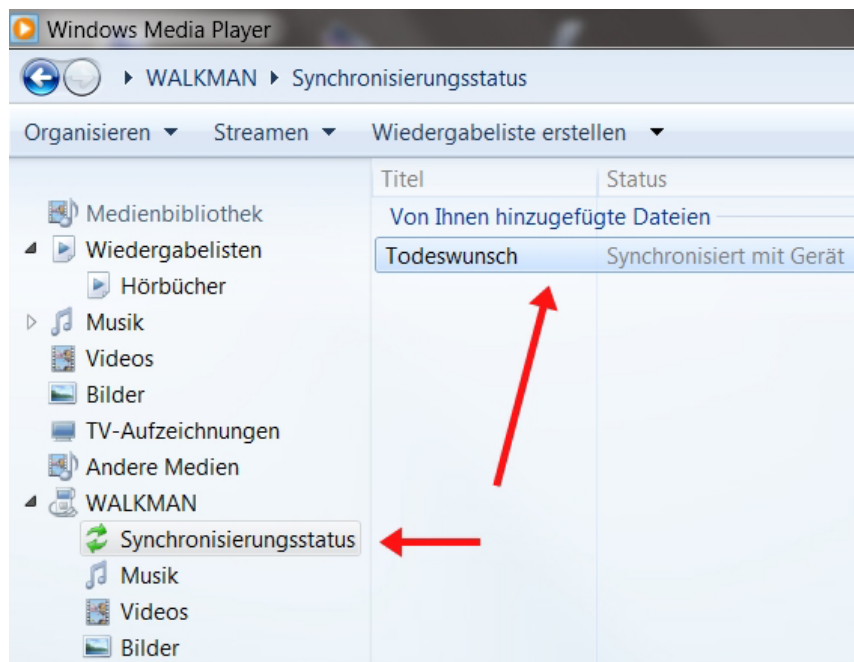 Windows Media Player
WALKMAN Synchronisierungsstatus
Organisieren Streamen Wiedergabeliste erstellen
Titel Status
Medienbibliothek
Von Ihnen hinzugefügte Dateien
Wiedergabelisten
Todeswunsch Synchronisiert mit Gerät
Hörbücher
Musik
Videos
Bilder
TV-Aufzeichnungen
Andere Medien
WALKMAN
Synchronisierungsstatus
Musik
Videos
Bilder